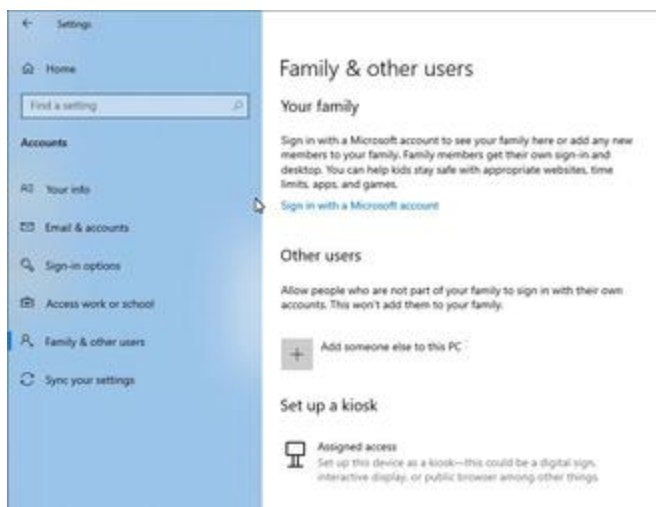 Settings
Home
Find a setting
Accounts
Your info
Email & accounts
Sign-in options
Access work or school
Family & other users
Sync your settings
Family & other users
Your family
Sign in with a Microsoft account to see your family here or add any new
members to your family. Family members get their own sign-in and
desktop. You can help kids stay safe with appropriate websites, time
limits, apps, and games.
Sign in with a Microsoft account
Other users
Allow people who are not part of your family to sign in with their own
accounts. This won't add them to your family.
Add someone else to this PC
Set up a kiosk
Assigned access
Set up this device as a kiosk—this could be a digital sign,
interactive display, or public browser among other things.